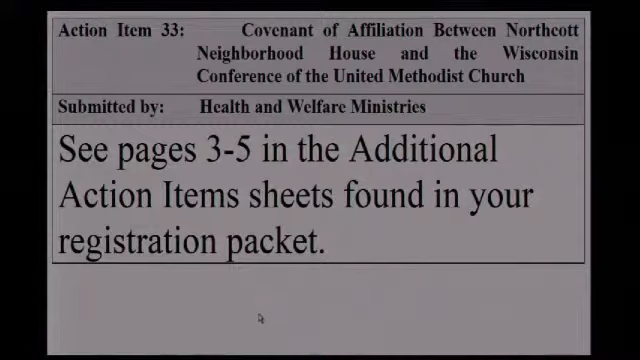 Action Item 33: Covenant of Affiliation Between Northcott
Neighborhood House and the Wisconsin
Conference of the United Methodist Church
Submitted by: Health and Welfare Ministries
See pages 3-5 in the Additional
Action Items sheets found in your
registration packet.